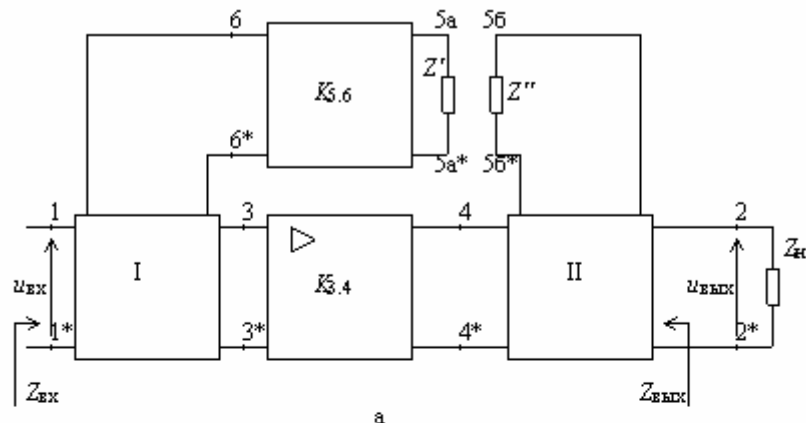 6 5а 5б
K5.6 Z' Z''
6* 5а* 5б*
1 3 4 2
I K3.4 II Zн
uвх uвых
1* 3* 4* 2*
Zвх Zвых
а